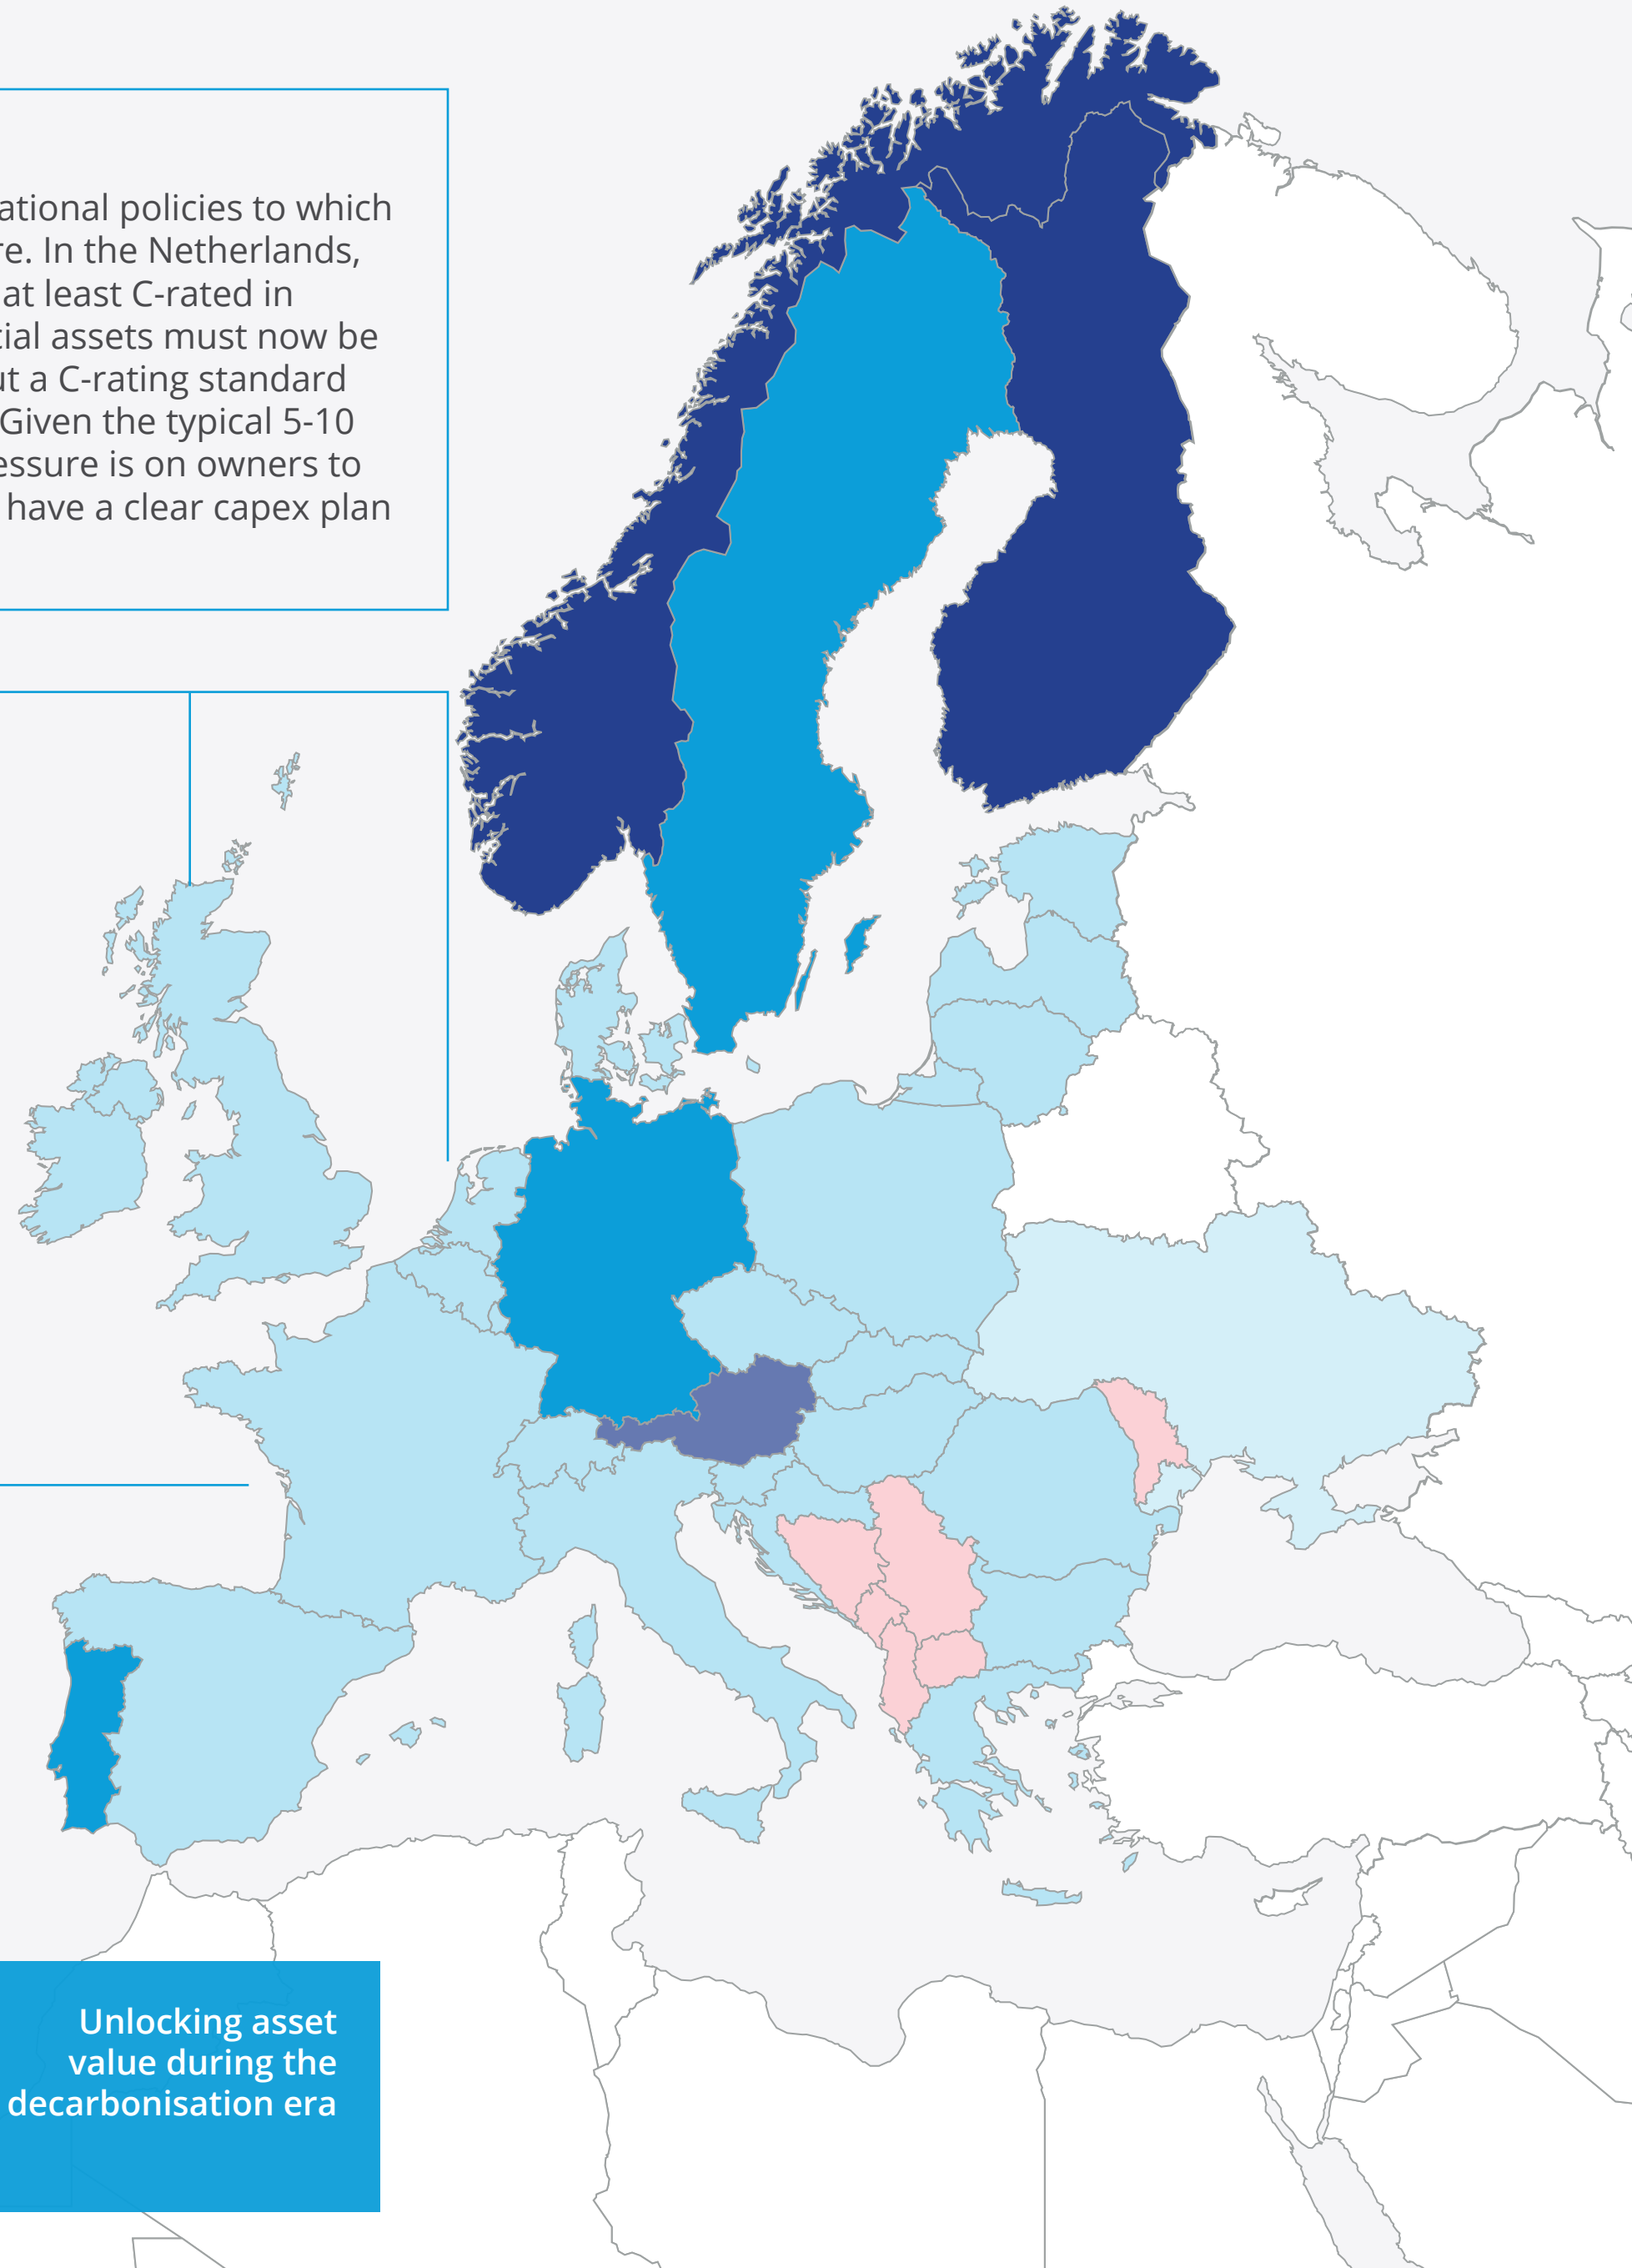 ational policies to which
re. In the Netherlands,
at least C-rated in
cial assets must now be
ut a C-rating standard
Given the typical 5-10
essure is on owners to
have a clear capex plan
Unlocking asset
value during the
decarbonisation era